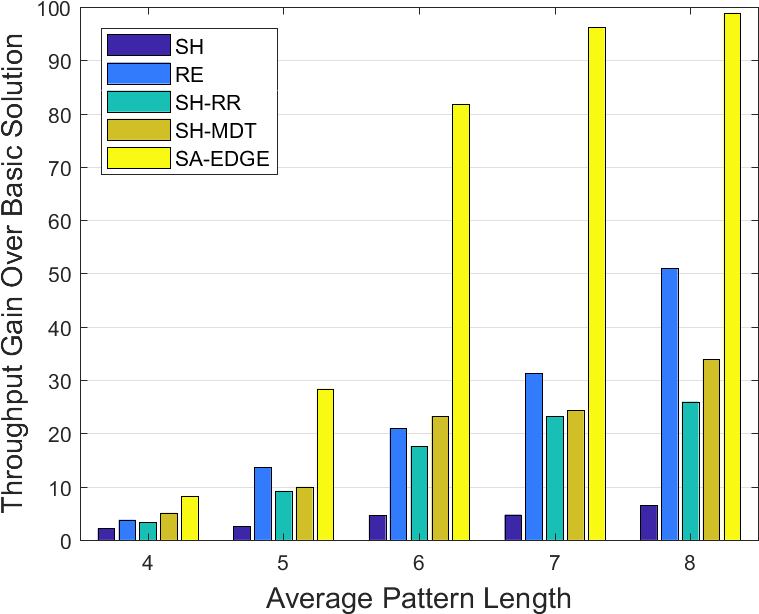 Throughput Gain Over Basic Solution
100
90
80
70
60
50
40
30
20
10
0
SH
RE
SH-RR
SH-MDT
SA-EDGE
4 5 6 7 8
Average Pattern Length